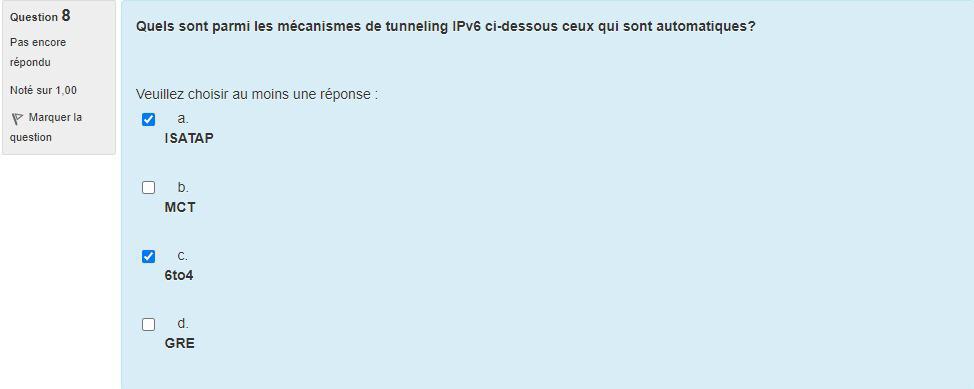 Question 8
Pas encore
répondu
Noté sur 1,00
Marquer la
question
Quels sont parmi les mécanismes de tunneling IPv6 ci-dessous ceux qui sont automatiques?
Veuillez choisir au moins une réponse :
a.
ISATAP
b.
MCT
c.
6to4
d.
GRE